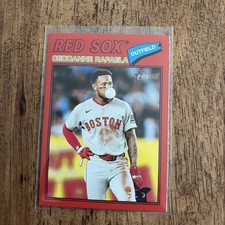 RED SOX
CEDDANNE RAFAELA
OUTFIELD
BOSTON